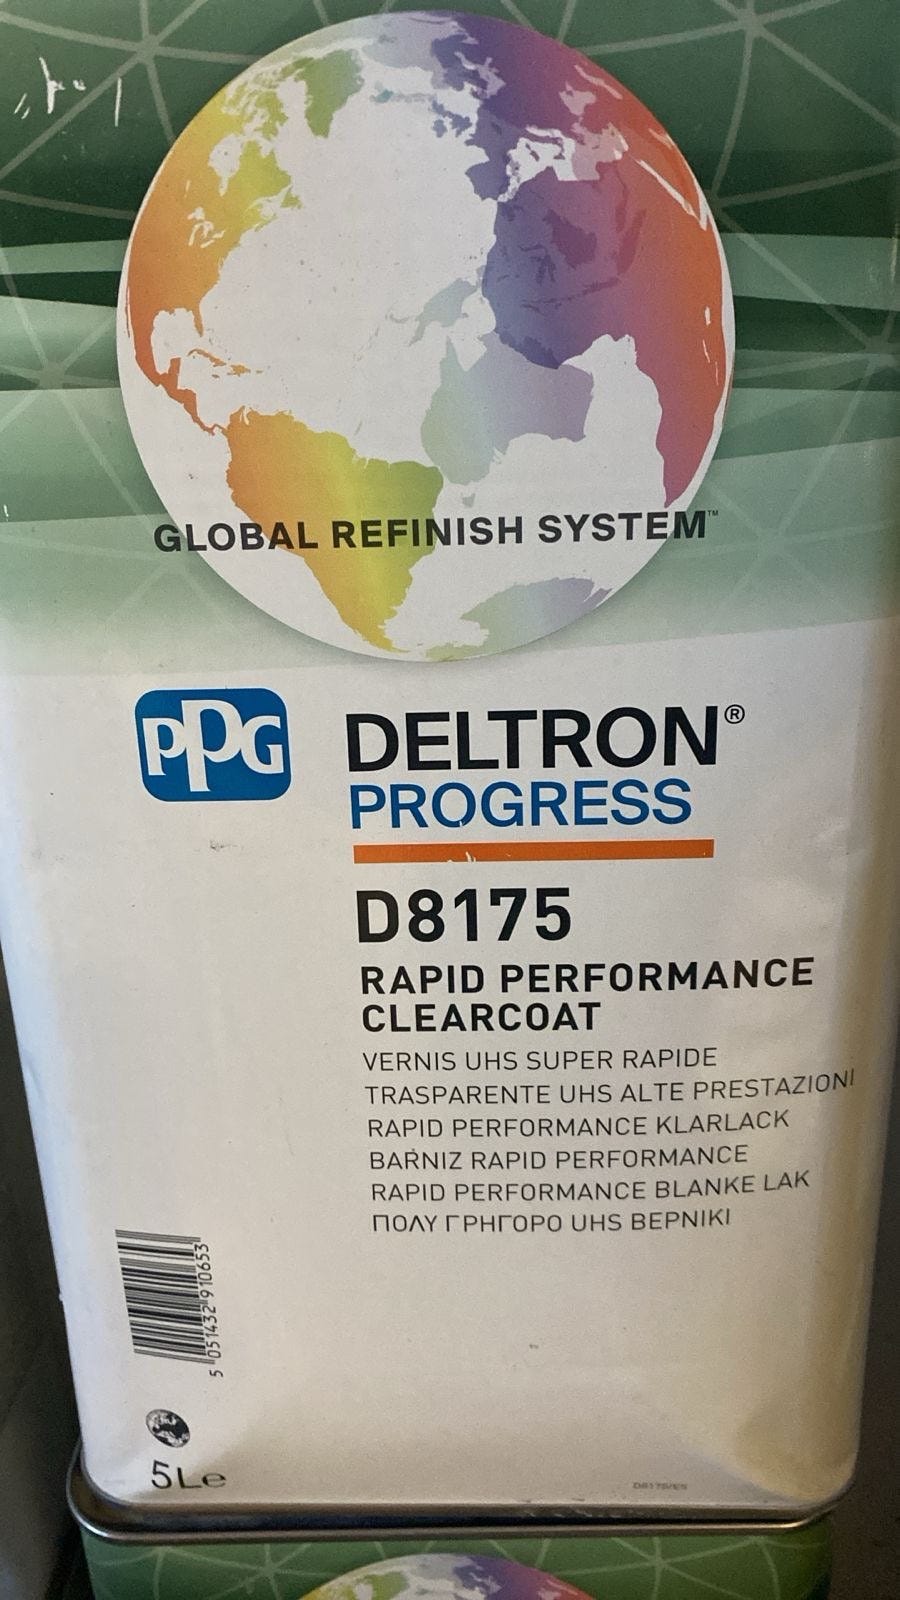 GLOBAL REFINISH SYSTEM™
PPG
DELTRON®
PROGRESS
D8175
RAPID PERFORMANCE
CLEARCOAT
VERNIS UHS SUPER RAPIDE
TRASPARENTE UHS ALTE PRESTAZIONI
RAPID PERFORMANCE KLARLACK
BARNIZ RAPID PERFORMANCE
RAPID PERFORMANCE BLANKE LAK
ΠΟΛΥ ΓΡΗΓΟΡΟ UHS ΒΕΡΝΙΚΙ
5 051432 910653
5Le